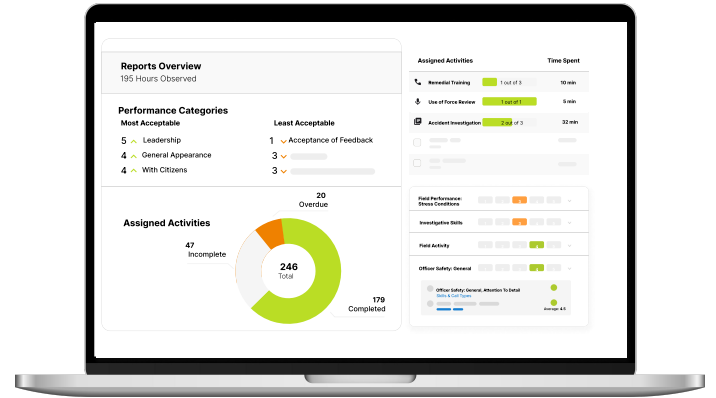 Reports Overview
195 Hours Observed
Performance Categories
Most Acceptable
Least Acceptable
5 Leadership
4 General Appearance
4 With Citizens
1 Acceptance of Feedback
3
3
Assigned Activities
20
Overdue
47
Incomplete
246
Total
179
Completed
Assigned Activities Time Spent
Remedial Training 1 out of 3 10 min
Use of Force Review 1 out of 1 5 min
Accident Investigation 2 out of 3 32 min
Field Performance:
Stress Conditions
Investigative Skills
Field Activity
Officer Safety: General
Officer Safety: General, Attention To Detail
Skills & Call Types
Average: 4.5